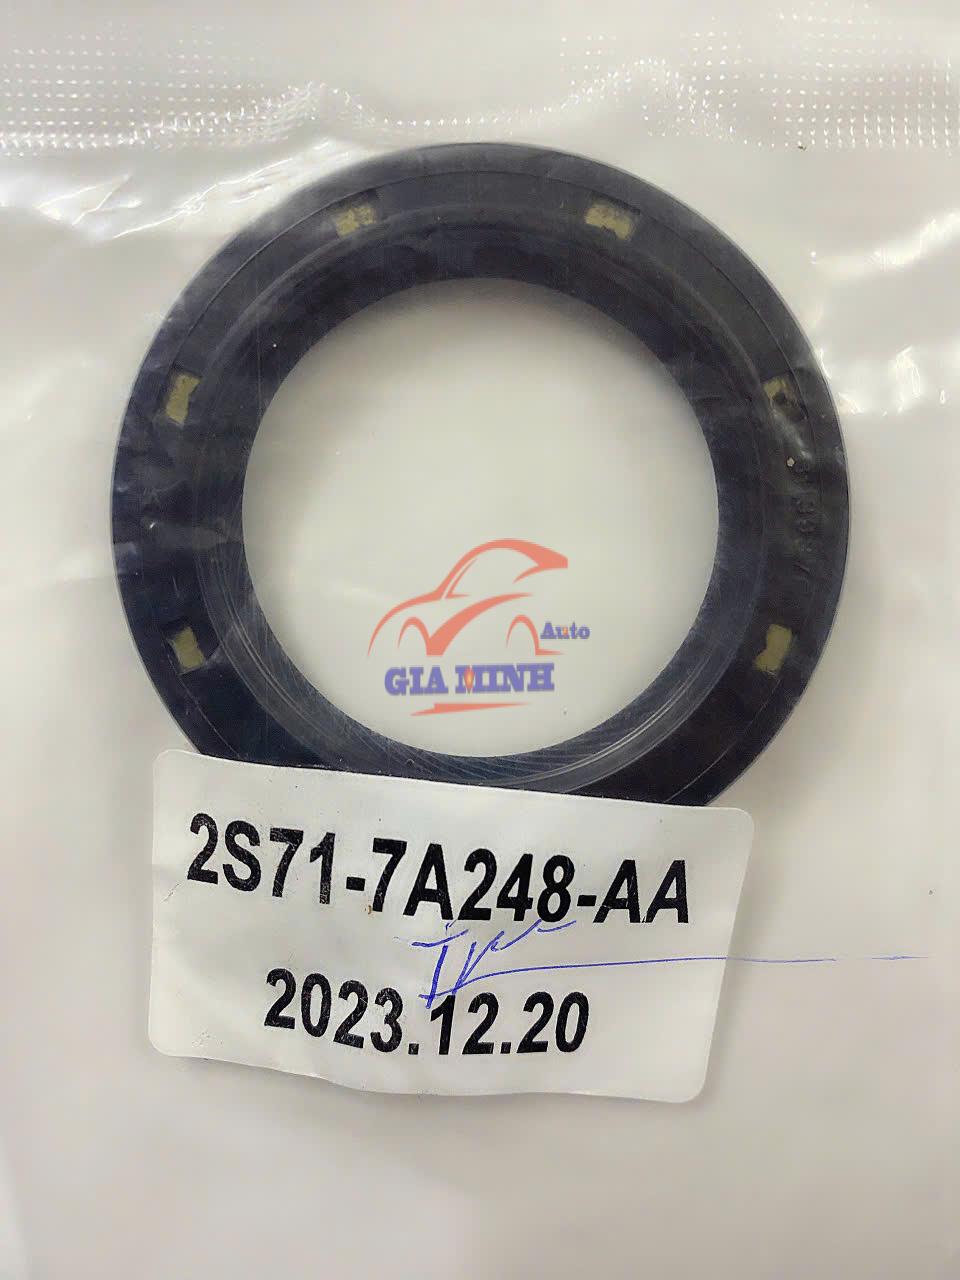 Auto
GIA MINH
2S71-7A248-AA
2023.12.20